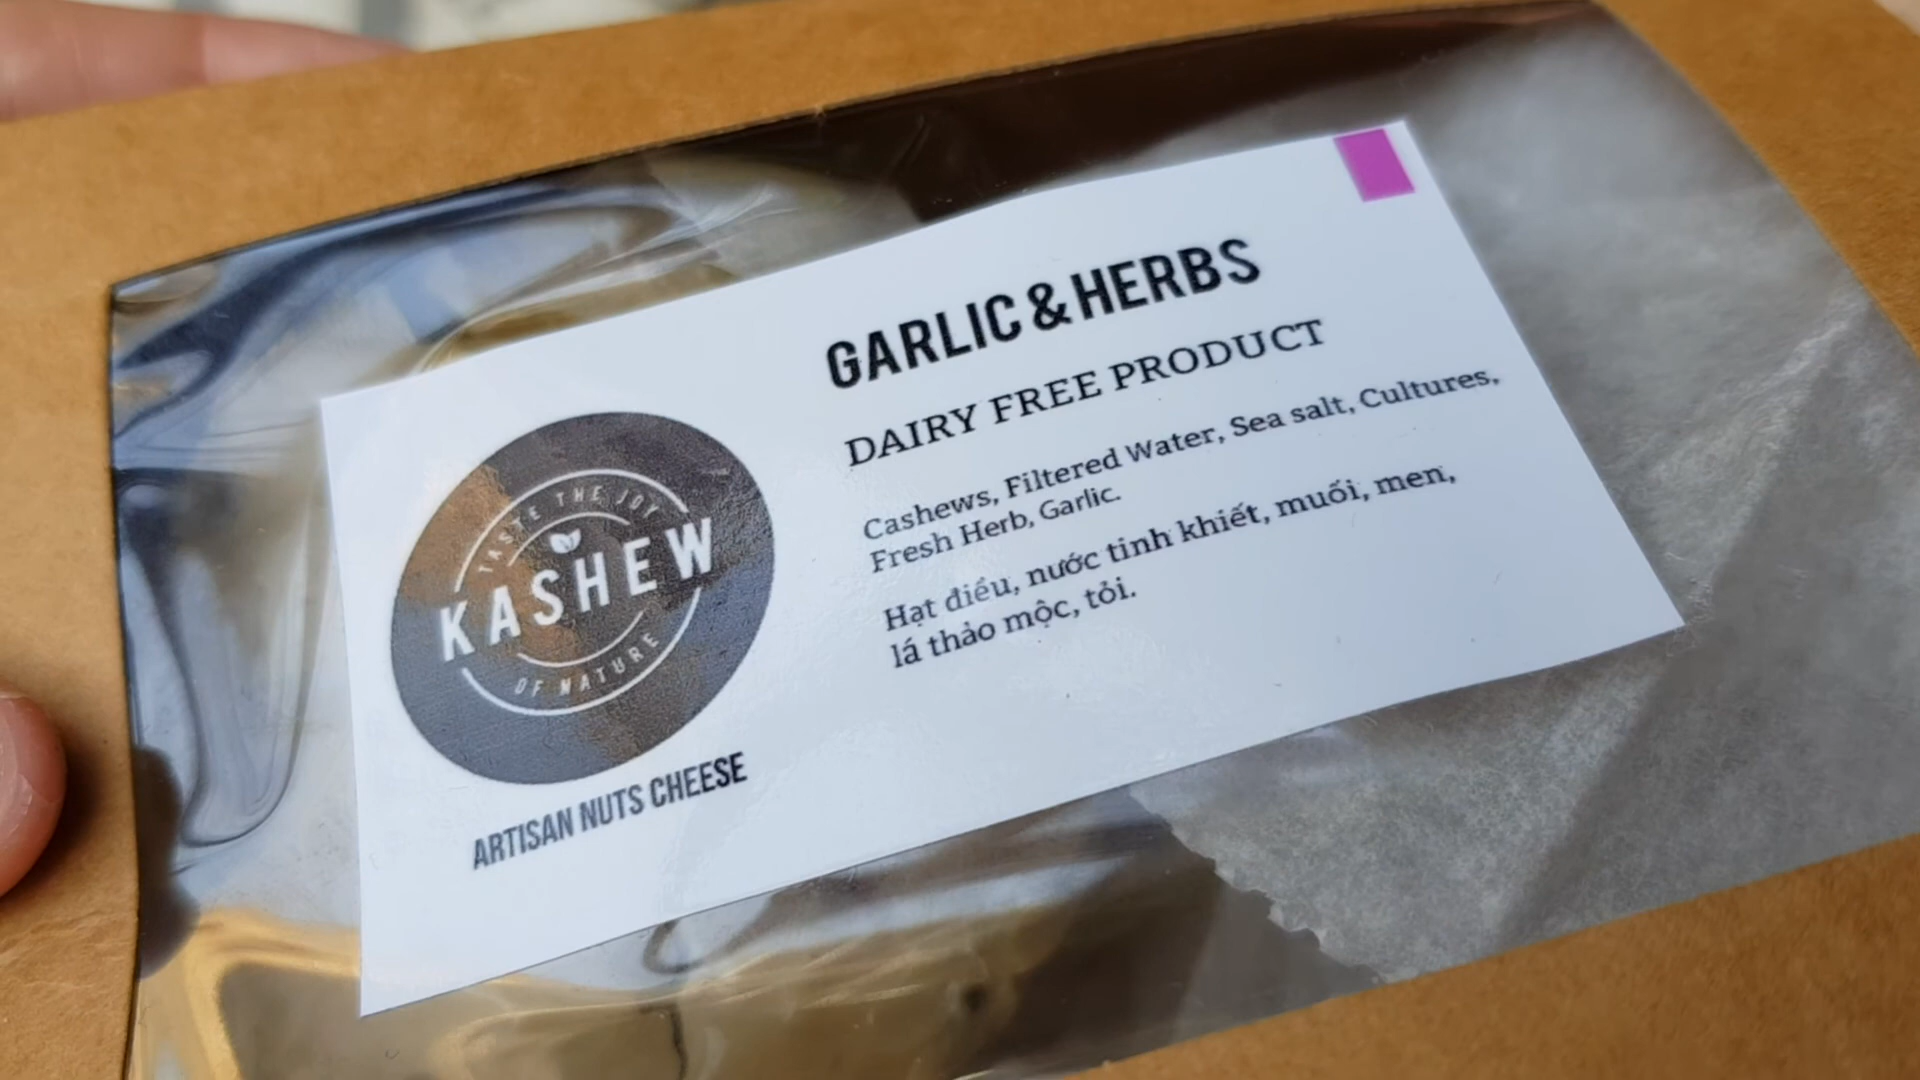 TASTE THE JOY
KASHEW
OF NATURE
ARTISAN NUTS CHEESE
GARLIC & HERBS
DAIRY FREE PRODUCT
Cashews, Filtered Water, Sea salt, Cultures,
Fresh Herb, Garlic.
Hạt điều, nước tinh khiết, muối, men,
lá thảo mộc, tỏi.